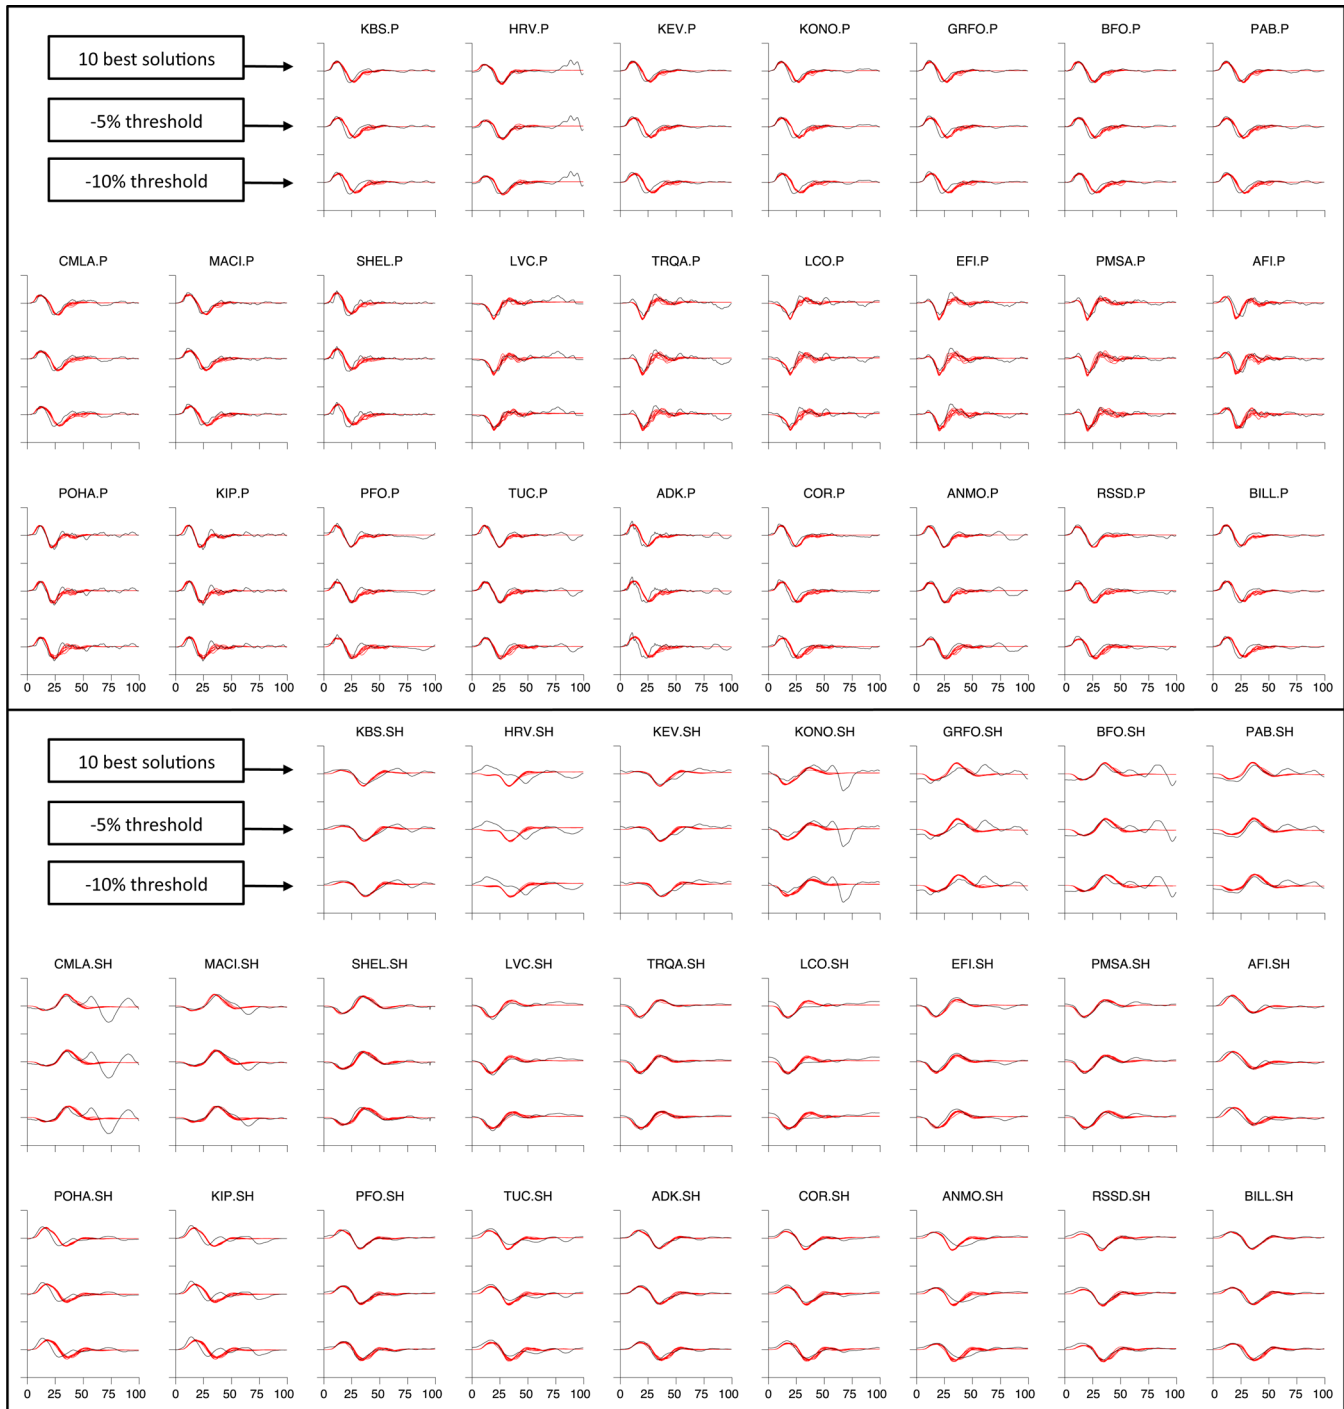 KBS.P HRV.P KEV.P KONO.P GRFO.P BFO.P PAB.P
10 best solutions
-5% threshold
-10% threshold
CMLA.P MACI.P SHEL.P LVC.P TRQA.P LCO.P EFI.P PMSA.P AFI.P
POHA.P KIP.P PFO.P TUC.P ADK.P COR.P ANMO.P RSSD.P BILL.P
0 25 50 75 100 0 25 50 75 100 0 25 50 75 100 0 25 50 75 100 0 25 50 75 100 0 25 50 75 100 0 25 50 75 100 0 25 50 75 100 0 25 50 75 100
KBS.SH HRV.SH KEV.SH KONO.SH GRFO.SH BFO.SH PAB.SH
10 best solutions
-5% threshold
-10% threshold
CMLA.SH MACI.SH SHEL.SH LVC.SH TRQA.SH LCO.SH EFI.SH PMSA.SH AFI.SH
POHA.SH KIP.SH PFO.SH TUC.SH ADK.SH COR.SH ANMO.SH RSSD.SH BILL.SH
0 25 50 75 100 0 25 50 75 100 0 25 50 75 100 0 25 50 75 100 0 25 50 75 100 0 25 50 75 100 0 25 50 75 100 0 25 50 75 100 0 25 50 75 100